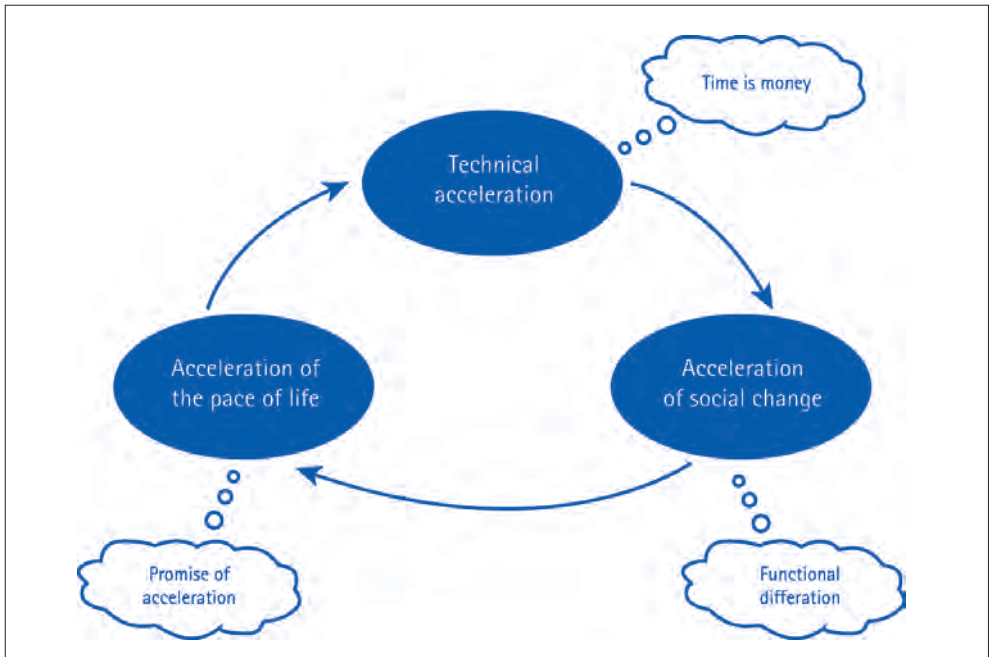 Time is money
Technical
acceleration
Acceleration of
the pace of life
Acceleration
of social change
Promise of
acceleration
Functional
differation